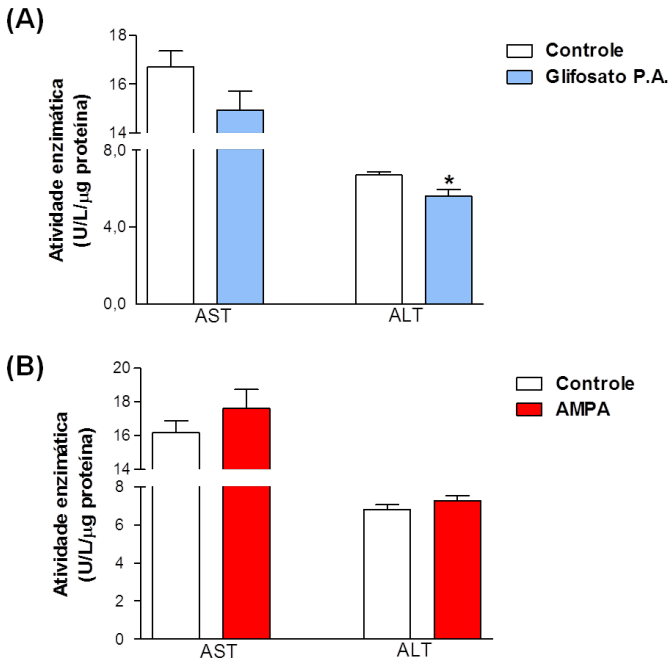 (A)
Atividade enzimática
(U/L/µg proteína)
18
16
14
8,0
4,0
0,0
*
AST
ALT
Controle
Glifosato P.A.
(B)
Atividade enzimática
(U/L/µg proteína)
20
18
16
14
8
6
4
2
0
AST
ALT
Controle
AMPA